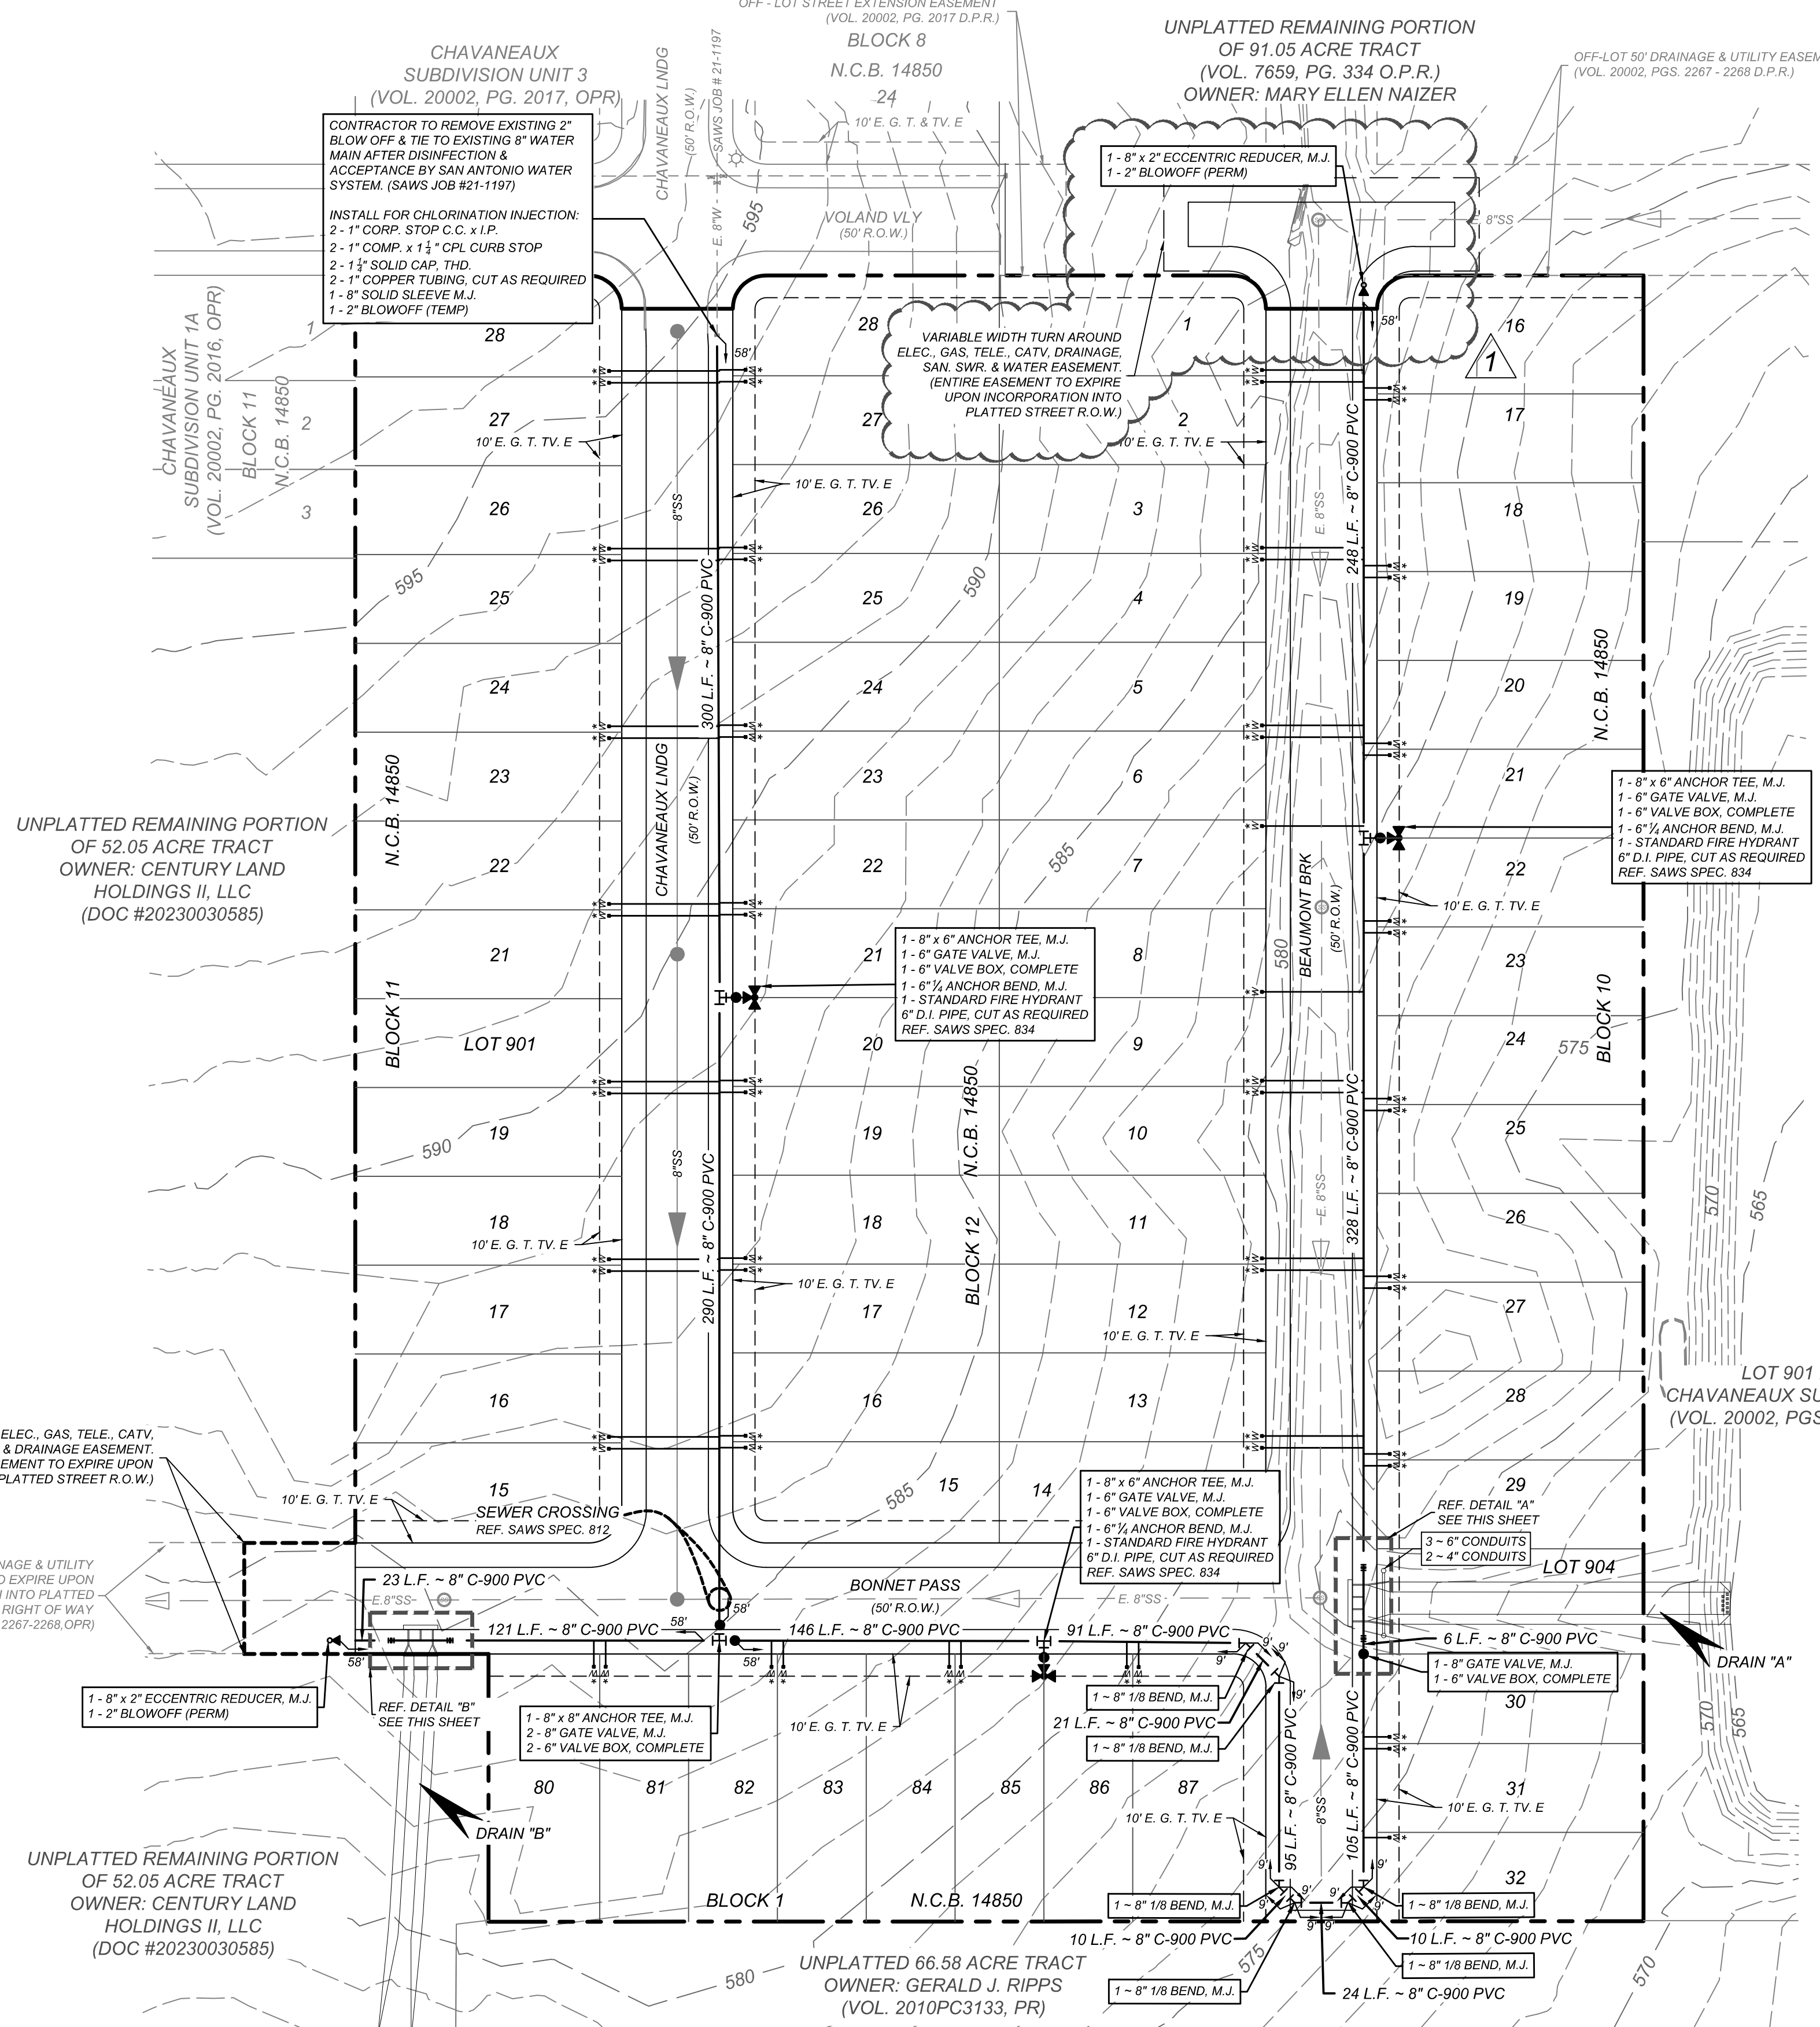 OFF - LOT STREET EXTENSION EASEMENT
(VOL. 20002, PG. 2017 D.P.R.)
BLOCK 8
N.C.B. 14850
24
CHAVANEAUX
SUBDIVISION UNIT 3
(VOL. 20002, PG. 2017, OPR)
UNPLATTED REMAINING PORTION
OF 91.05 ACRE TRACT
(VOL. 7659, PG. 334 O.P.R.)
OWNER: MARY ELLEN NAIZER
OFF-LOT 50' DRAINAGE & UTILITY EASEM
(VOL. 20002, PGS. 2267 - 2268 D.P.R.)
CHAVANEAUX LNDG
(50' R.O.W.)
E. 8"W - SAWS JOB # 21-1197
10' E. G. T. & TV. E
595
VOLAND VLY
(50' R.O.W.)
CONTRACTOR TO REMOVE EXISTING 2"
BLOW OFF & TIE TO EXISTING 8" WATER
MAIN AFTER DISINFECTION &
ACCEPTANCE BY SAN ANTONIO WATER
SYSTEM. (SAWS JOB #21-1197)
INSTALL FOR CHLORINATION INJECTION:
2 - 1" CORP. STOP C.C. x I.P.
2 - 1" COMP. x 1 1/4" CPL CURB STOP
2 - 1 1/4" SOLID CAP, THD.
2 - 1" COPPER TUBING, CUT AS REQUIRED
1 - 8" SOLID SLEEVE M.J.
1 - 2" BLOWOFF (TEMP)
1 - 8" x 2" ECCENTRIC REDUCER, M.J.
1 - 2" BLOWOFF (PERM)
E. 8"SS
VARIABLE WIDTH TURN AROUND
ELEC., GAS, TELE., CATV, DRAINAGE,
SAN. SWR. & WATER EASEMENT.
(ENTIRE EASEMENT TO EXPIRE
UPON INCORPORATION INTO
PLATTED STREET R.O.W.)
1
58'
58'
CHAVANEAUX
SUBDIVISION UNIT 1A
(VOL. 20002, PG. 2016, OPR)
BLOCK 11
N.C.B. 14850
1
2
3
28
27
26
25
24
23
22
21
LOT 901
19
18
17
16
15
10' E. G. T. TV. E
10' E. G. T. TV. E
10' E. G. T. TV. E
595
590
N.C.B. 14850
BLOCK 11
UNPLATTED REMAINING PORTION
OF 52.05 ACRE TRACT
OWNER: CENTURY LAND
HOLDINGS II, LLC
(DOC #20230030585)
8"SS
8"SS
CHAVANEAUX LNDG
(50' R.O.W.)
300 L.F. ~ 8" C-900 PVC
290 L.F. ~ 8" C-900 PVC
28
27
26
25
24
23
22
21
20
19
18
17
16
15
10' E. G. T. TV. E
10' E. G. T. TV. E
590
585
585
1 - 8" x 6" ANCHOR TEE, M.J.
1 - 6" GATE VALVE, M.J.
1 - 6" VALVE BOX, COMPLETE
1 - 6" 1/4 ANCHOR BEND, M.J.
1 - STANDARD FIRE HYDRANT
6" D.I. PIPE, CUT AS REQUIRED
REF. SAWS SPEC. 834
N.C.B. 14850
BLOCK 12
1
2
3
4
5
6
7
8
9
10
11
12
13
14
10' E. G. T. TV. E
10' E. G. T. TV. E
E. 8"SS
E. 8"SS
580
BEAUMONT BRK
(50' R.O.W.)
248 L.F. ~ 8" C-900 PVC
328 L.F. ~ 8" C-900 PVC
16
17
18
19
20
21
22
23
24
25
26
27
28
29
30
31
32
N.C.B. 14850
BLOCK 10
1 - 8" x 6" ANCHOR TEE, M.J.
1 - 6" GATE VALVE, M.J.
1 - 6" VALVE BOX, COMPLETE
1 - 6" 1/4 ANCHOR BEND, M.J.
1 - STANDARD FIRE HYDRANT
6" D.I. PIPE, CUT AS REQUIRED
REF. SAWS SPEC. 834
10' E. G. T. TV. E
575
570
565
LOT 901
CHAVANEAUX SU
(VOL. 20002, PGS
ELEC., GAS, TELE., CATV,
& DRAINAGE EASEMENT.
EMENT TO EXPIRE UPON
PLATTED STREET R.O.W.)
NAGE & UTILITY
O EXPIRE UPON
N INTO PLATTED
RIGHT OF WAY
2267-2268,OPR)
SEWER CROSSING
REF. SAWS SPEC. 812
23 L.F. ~ 8" C-900 PVC
E.8"SS
121 L.F. ~ 8" C-900 PVC
58'
58'
58'
58'
BONNET PASS
(50' R.O.W.)
E. 8"SS
146 L.F. ~ 8" C-900 PVC
91 L.F. ~ 8" C-900 PVC
1 - 8" x 6" ANCHOR TEE, M.J.
1 - 6" GATE VALVE, M.J.
1 - 6" VALVE BOX, COMPLETE
1 - 6" 1/4 ANCHOR BEND, M.J.
1 - STANDARD FIRE HYDRANT
6" D.I. PIPE, CUT AS REQUIRED
REF. SAWS SPEC. 834
REF. DETAIL "A"
SEE THIS SHEET
3 ~ 6" CONDUITS
2 ~ 4" CONDUITS
LOT 904
6 L.F. ~ 8" C-900 PVC
DRAIN "A"
1 - 8" GATE VALVE, M.J.
1 - 6" VALVE BOX, COMPLETE
1 - 8" x 2" ECCENTRIC REDUCER, M.J.
1 - 2" BLOWOFF (PERM)
REF. DETAIL "B"
SEE THIS SHEET
1 - 8" x 8" ANCHOR TEE, M.J.
2 - 8" GATE VALVE, M.J.
2 - 6" VALVE BOX, COMPLETE
10' E. G. T. TV. E
9'
9'
9'
9'
1 ~ 8" 1/8 BEND, M.J.
21 L.F. ~ 8" C-900 PVC
1 ~ 8" 1/8 BEND, M.J.
80
81
82
83
84
85
86
87
DRAIN "B"
10' E. G. T. TV. E
95 L.F. ~ 8" C-900 PVC
8"SS
105 L.F. ~ 8" C-900 PVC
10' E. G. T. TV. E
570
565
UNPLATTED REMAINING PORTION
OF 52.05 ACRE TRACT
OWNER: CENTURY LAND
HOLDINGS II, LLC
(DOC #20230030585)
BLOCK 1
N.C.B. 14850
9'
9'
9'
9'
9'
9'
9'
9'
1 ~ 8" 1/8 BEND, M.J.
1 ~ 8" 1/8 BEND, M.J.
10 L.F. ~ 8" C-900 PVC
10 L.F. ~ 8" C-900 PVC
1 ~ 8" 1/8 BEND, M.J.
1 ~ 8" 1/8 BEND, M.J.
24 L.F. ~ 8" C-900 PVC
580
575
570
UNPLATTED 66.58 ACRE TRACT
OWNER: GERALD J. RIPPS
(VOL. 2010PC3133, PR)